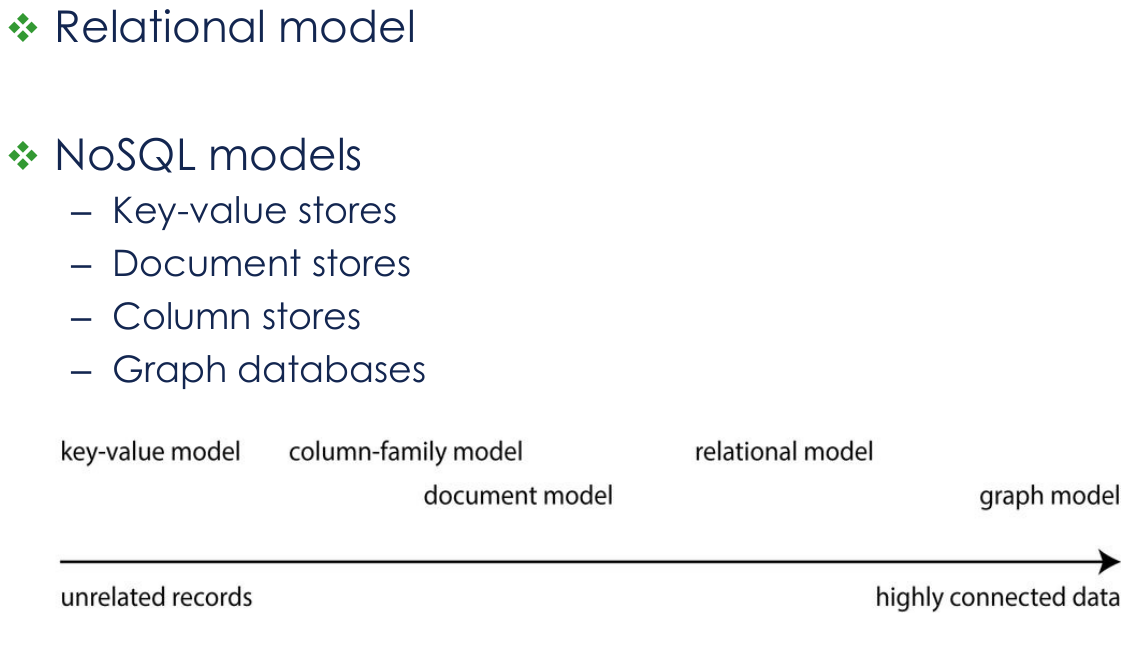 Relational model
NoSQL models
– Key-value stores
– Document stores
– Column stores
– Graph databases
key-value model column-family model relational model
document model graph model
unrelated records highly connected data